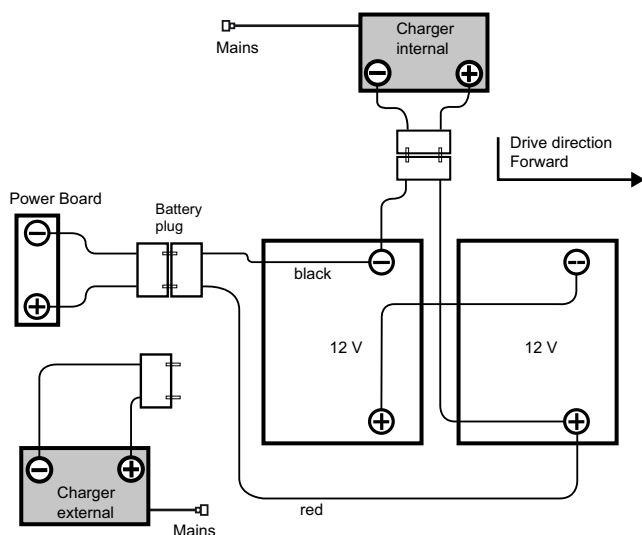 Charger
internal
Mains
Drive direction
Forward
Power Board
Battery
plug
black
12 V
12 V
Charger
external
red
Mains